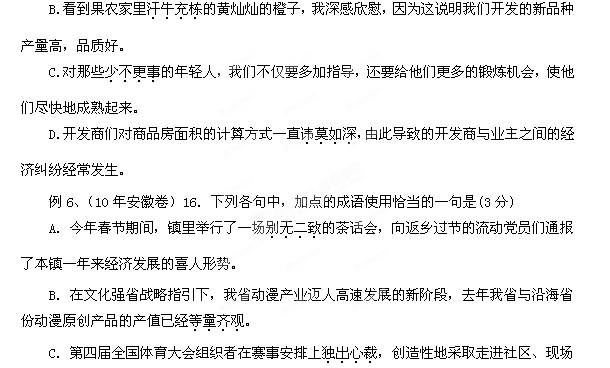 B.看到果农家里汗牛充栋的黄灿灿的橙子，我深感欣慰，因为这说明我们开发的新品种
产量高，品质好。
C.对那些少不更事的年轻人，我们不仅要多加指导，还要给他们更多的锻炼机会，使他
们尽快地成熟起来。
D.开发商们对商品房面积的计算方式一直讳莫如深，由此导致的开发商与业主之间的经
济纠纷经常发生。
例6、（10年安徽卷）16. 下列各句中，加点的成语使用恰当的一句是(3分)
A. 今年春节期间，镇里举行了一场别无二致的茶话会，向返乡过节的流动党员们通报
了本镇一年来经济发展的喜人形势。
B. 在文化强省战略指引下，我省动漫产业迈人高速发展的新阶段，去年我省与沿海省
份动漫原创产品的产值已经等量齐观。
C. 第四届全国体育大会组织者在赛事安排上独出心裁，创造性地采取走进社区、现场